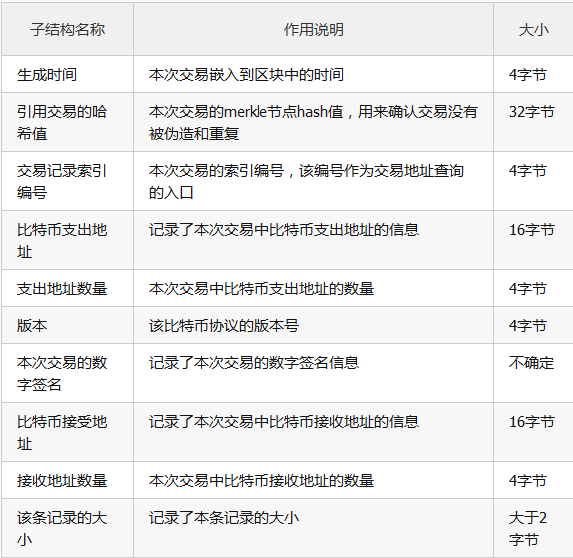 子结构名称 作用说明 大小
生成时间 本次交易嵌入到区块中的时间 4字节
引用交易的哈 本次交易的merkle节点hash值，用来确认交易没有 32字节
希值 被伪造和重复
交易记录索引 本次交易的索引编号，该编号作为交易地址查询 4字节
编号 的入口
比特币支出地 记录了本次交易中比特币支出地址的信息 16字节
址
支出地址数量 本次交易中比特币支出地址的数量 4字节
版本 该比特币协议的版本号 4字节
本次交易的数 记录了本次交易的数字签名信息 不确定
字签名
比特币接受地 记录了本次交易中比特币接收地址的信息 16字节
址
接收地址数量 本次交易中比特币接收地址的数量 4字节
该条记录的大 记录了本条记录的大小 大于2
小 字节